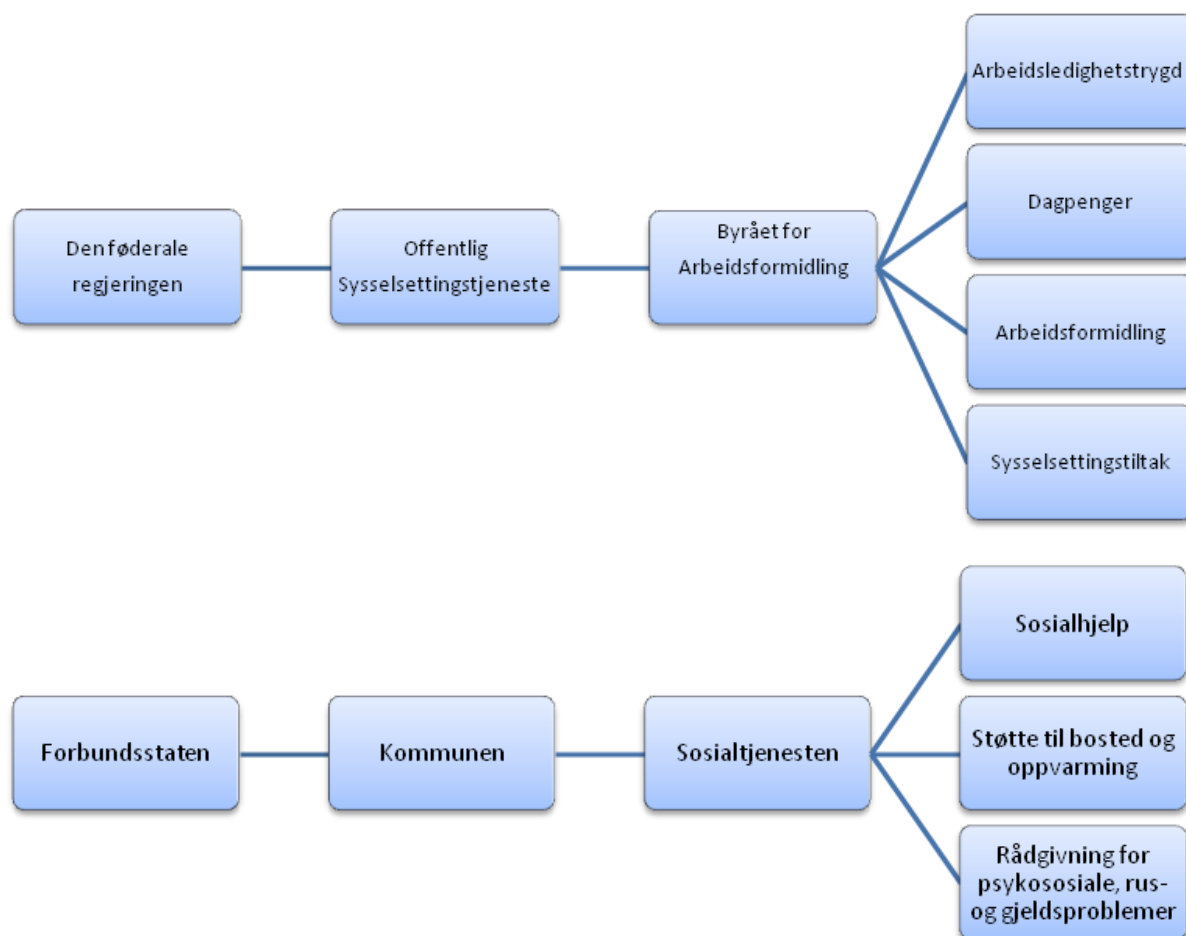 Den føderale
regjeringen
Offentlig
Sysselsettingstjeneste
Byrået for
Arbeidsformidling
Arbeidsledighetstrygd
Dagpenger
Arbeidsformidling
Sysselsettingstiltak
Forbundsstaten
Kommunen
Sosialtjenesten
Sosialhjelp
Støtte til bosted og
oppvarming
Rådgivning for
psykososiale, rus-
og gjeldsproblemer